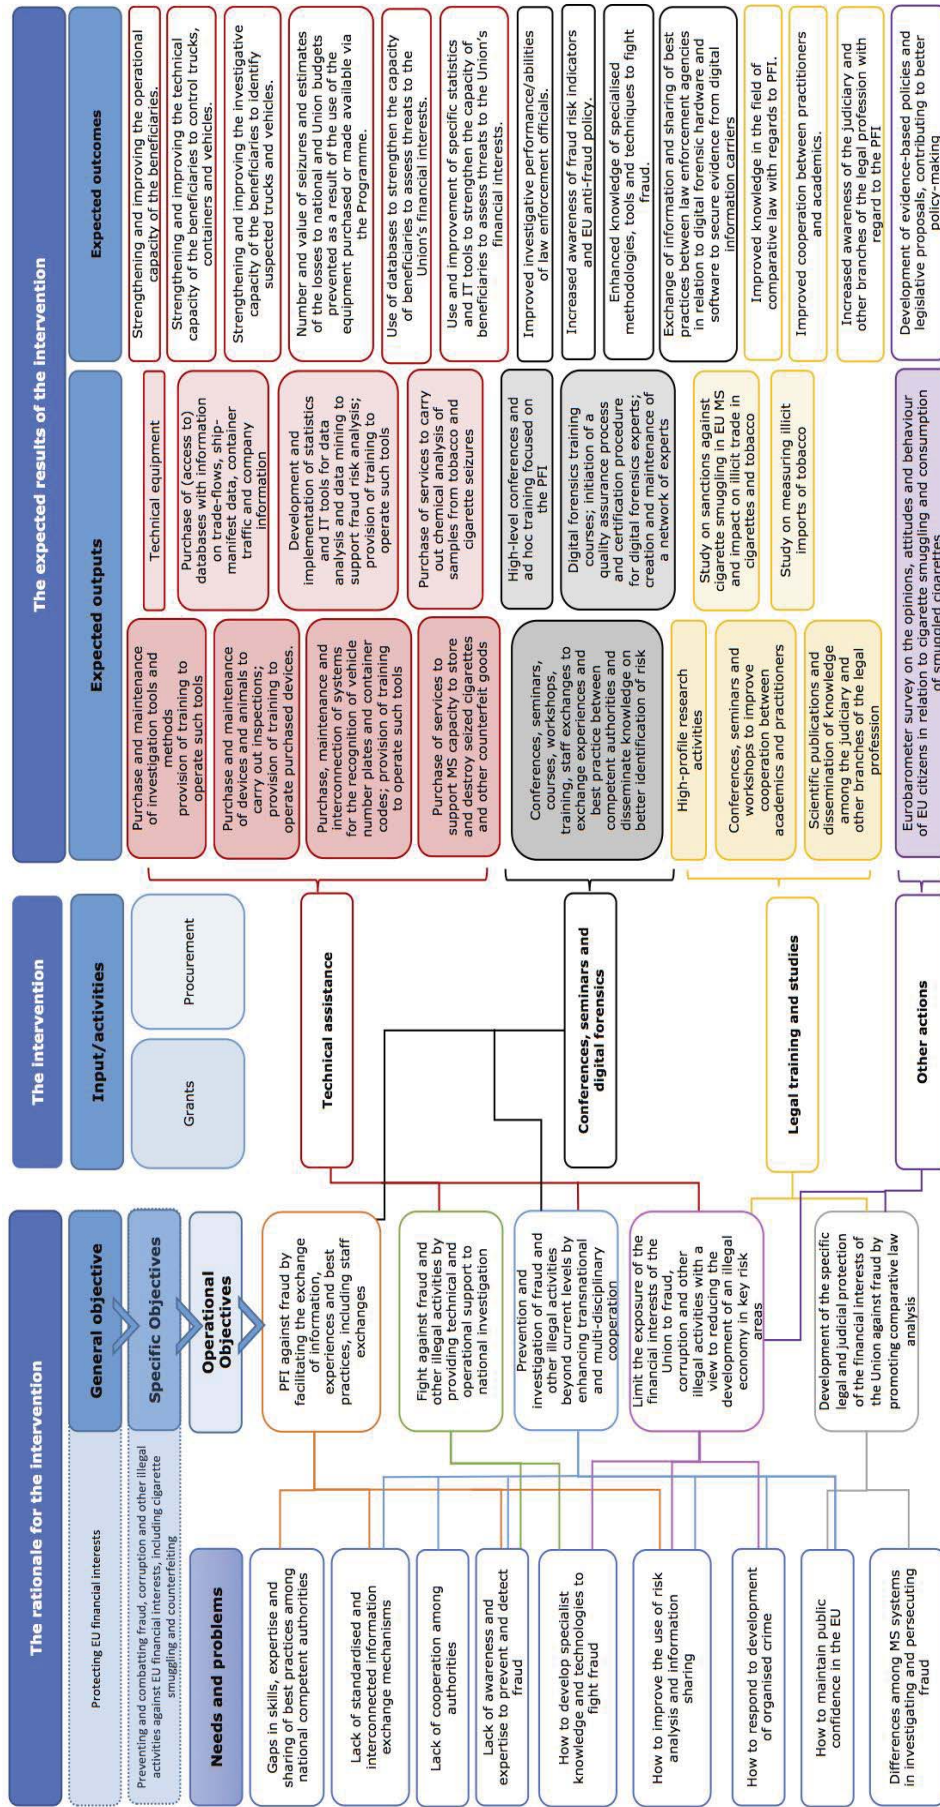 The rationale for the intervention
The intervention
The expected results of the intervention
Protecting EU financial interests
General objective
Preventing and combatting fraud, corruption and other illegal
activities against EU financial interests, including cigarette
smuggling and counterfeiting
Specific Objectives
Needs and problems
Operational
Objectives
Input/activities
Expected outputs
Expected outcomes
Gaps in skills, expertise and
sharing of best practices among
national competent authorities
Lack of standardised and
interconnected information
exchange mechanisms
Lack of cooperation among
authorities
Lack of awareness and
expertise to prevent and detect
fraud
How to develop specialist
knowledge and technologies to
fight fraud
How to improve the use of risk
analysis and information
sharing
How to respond to development
of organised crime
How to maintain public
confidence in the EU
Differences among MS systems
in investigating and persecuting
fraud
PFI against fraud by
facilitating the exchange
of information,
experiences and best
practices, including staff
exchanges
Fight against fraud and
other illegal activities by
providing technical and
operational support to
national investigation
Prevention and
investigation of fraud and
other illegal activities
beyond current levels by
enhancing transnational
and multi-disciplinary
cooperation
Limit the exposure of the
financial interests of the
Union to fraud,
corruption and other
illegal activities with a
view to reducing the
development of an illegal
economy in key risk
areas
Development of the specific
legal and judicial protection
of the financial interests of
the Union against fraud by
promoting comparative law
analysis
Grants
Procurement
Technical assistance
Conferences, seminars and
digital forensics
Legal training and studies
Other actions
Purchase and maintenance
of investigation tools and
methods
provision of training to
operate such tools
Purchase and maintenance
of devices and animals to
carry out inspections;
provision of training to
operate purchased devices.
Purchase, maintenance and
interconnection of systems
for the recognition of vehicle
number plates and container
codes; provision of training
to operate such tools
Purchase of services to
support MS capacity to store
and destroy seized cigarettes
and other counterfeit goods
Conferences, seminars,
courses, workshops,
training, staff exchanges to
exchange experiences and
best practice between
competent authorities and
disseminate knowledge on
better identification of risk
High-profile research
activities
Conferences, seminars and
workshops to improve
cooperation between
academics and practitioners
Scientific publications and
dissemination of knowledge
among the judiciary and
other branches of the legal
profession
Technical equipment
Purchase of (access to)
databases with information
on trade-flows, ship-
manifest data, container
traffic and company
information
Development and
implementation of statistics
and IT tools for data
analysis and data mining to
support fraud risk analysis;
provision of training to
operate such tools
Purchase of services to carry
out chemical analysis of
samples from tobacco and
cigarette seizures
High-level conferences and
ad hoc training focused on
the PFI
Digital forensics training
courses; initiation of a
quality assurance process
and certification procedure
for digital forensics experts;
creation and maintenance of
a network of experts
Study on sanctions against
cigarette smuggling in EU MS
and impact on illicit trade in
cigarettes and tobacco
Study on measuring illicit
imports of tobacco
Eurobarometer survey on the opinions, attitudes and behaviour
of EU citizens in relation to cigarette smuggling and consumption
of smuggled cigarettes
Strengthening and improving the operational
capacity of the beneficiaries.
Strengthening and improving the technical
capacity of the beneficiaries to control trucks,
containers and vehicles.
Strengthening and improving the investigative
capacity of the beneficiaries to identify
suspected trucks and vehicles.
Number and value of seizures and estimates
of the losses to national and Union budgets
prevented as a result of the use of the
equipment purchased or made available via
the Programme.
Use of databases to strengthen the capacity
of beneficiaries to assess threats to the
Union's financial interests.
Use and improvement of specific statistics
and IT tools to strengthen the capacity of
beneficiaries to assess threats to the Union's
financial interests.
Improved investigative performance/abilities
of law enforcement officials.
Increased awareness of fraud risk indicators
and EU anti-fraud policy.
Enhanced knowledge of specialised
methodologies, tools and techniques to fight
fraud.
Exchange of information and sharing of best
practices between law enforcement agencies
in relation to digital forensic hardware and
software to secure evidence from digital
information carriers
Improved knowledge in the field of
comparative law with regards to PFI.
Improved cooperation between practitioners
and academics.
Increased awareness of the judiciary and
other branches of the legal profession with
regard to the PFI
Development of evidence-based policies and
legislative proposals, contributing to better
policy-making